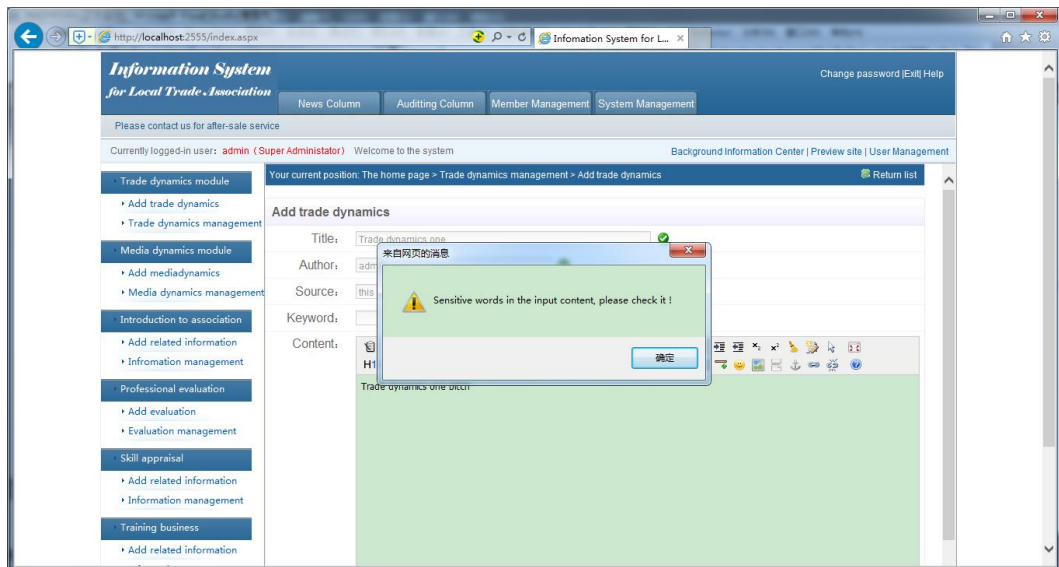 http://localhost:2555/index.aspx
Infomation System for L...
Information System
for Local Trade Association
Change password |Exit| Help
News Column
Auditting Column
Member Management
System Management
Please contact us for after-sale service
Currently logged-in user: admin (Super Administator) Welcome to the system
Background Information Center | Preview site | User Management
Trade dynamics module
Add trade dynamics
Trade dynamics management
Media dynamics module
Add mediadynamics
Media dynamics management
Introduction to association
Add related information
Infromation management
Professional evaluation
Add evaluation
Evaluation management
Skill appraisal
Add related information
Information management
Training business
Add related information
Your current position: The home page > Trade dynamics management > Add trade dynamics
Return list
Add trade dynamics
Title:
Trade dynamics one
Author:
adm
Source:
this
Keyword:
Content:
H1
Trade dynamics one
来自网页的消息
Sensitive words in the input content, please check it !
确定